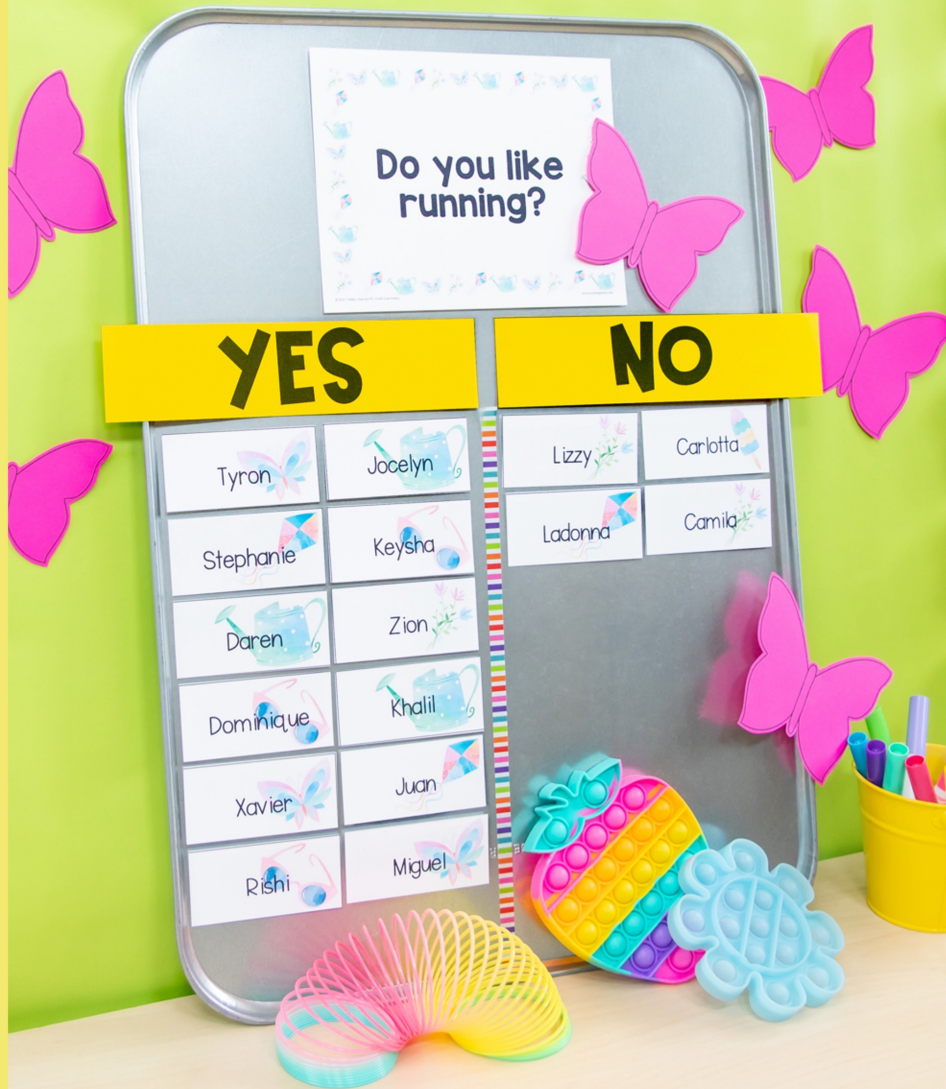 Do you like
running?
YES
NO
Tyron
Jocelyn
Stephanie
Keysha
Daren
Zion
Dominique
Khalil
Xavier
Juan
Rishi
Miguel
Lizzy
Carlotta
Ladonna
Camila